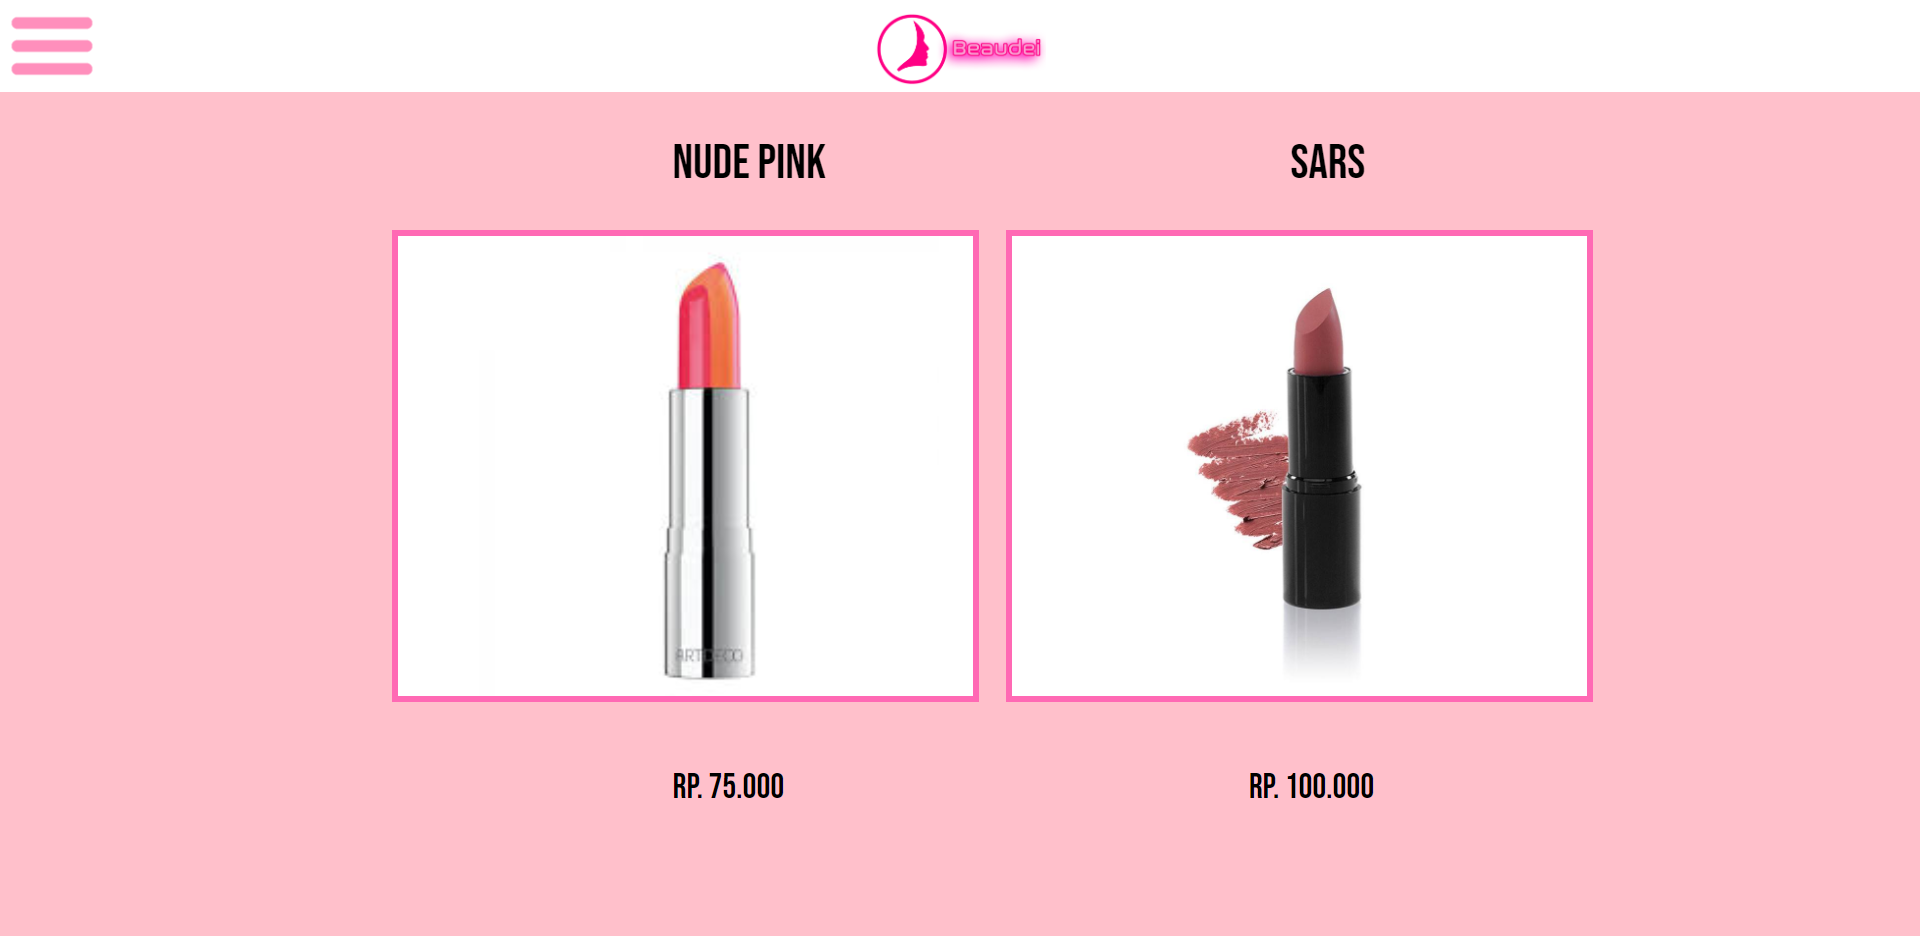 Beaudei
NUDE PINK
SARS
ARTDECO
RP. 75.000
RP. 100.000